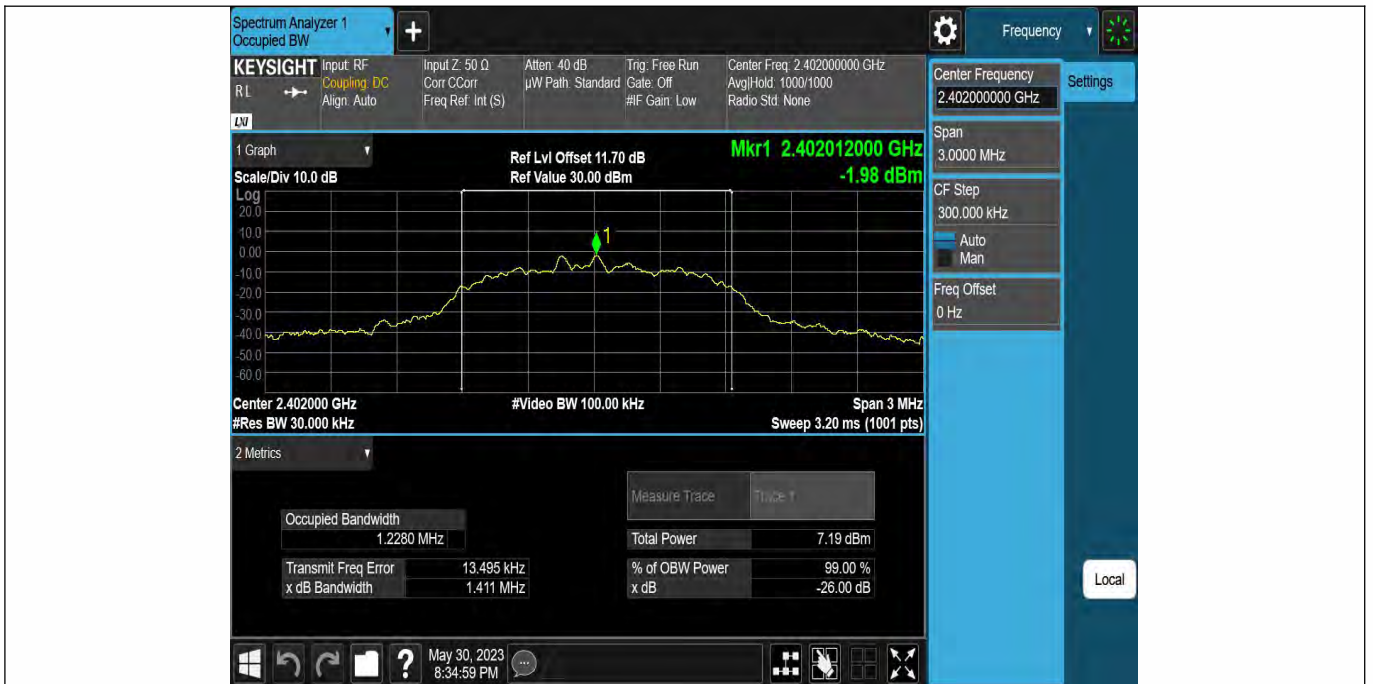 Spectrum Analyzer 1
Occupied BW
+
Frequency
KEYSIGHT
RL
LXI
Input: RF
Coupling: DC
Align: Auto
Input Z: 50 Ω
Corr CCorr
Freq Ref: Int (S)
Atten: 40 dB
µW Path: Standard
Trig: Free Run
Gate: Off
#IF Gain: Low
Center Freq: 2.402000000 GHz
Avg|Hold: 1000/1000
Radio Std: None
Center Frequency
2.402000000 GHz
Settings
Span
3.0000 MHz
CF Step
300.000 kHz
Auto
Man
Freq Offset
0 Hz
Local
1 Graph
Scale/Div 10.0 dB
Ref Lvl Offset 11.70 dB
Ref Value 30.00 dBm
Mkr1 2.402012000 GHz
-1.98 dBm
Log
20.0
10.0
0.00
-10.0
-20.0
-30.0
-40.0
-50.0
-60.0
1
Center 2.402000 GHz
#Video BW 100.00 kHz
Span 3 MHz
#Res BW 30.000 kHz
Sweep 3.20 ms (1001 pts)
2 Metrics
Measure Trace
Trace 1
Occupied Bandwidth
1.2280 MHz
Total Power
7.19 dBm
Transmit Freq Error
13.495 kHz
% of OBW Power
99.00 %
x dB Bandwidth
1.411 MHz
x dB
-26.00 dB
?
May 30, 2023
8:34:59 PM